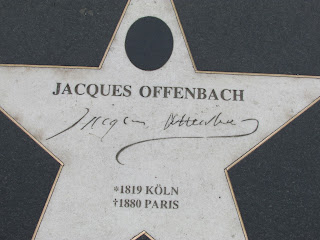 JACQUES OFFENBACH
Jacques Offenbach
*1819 KÖLN
†1880 PARIS